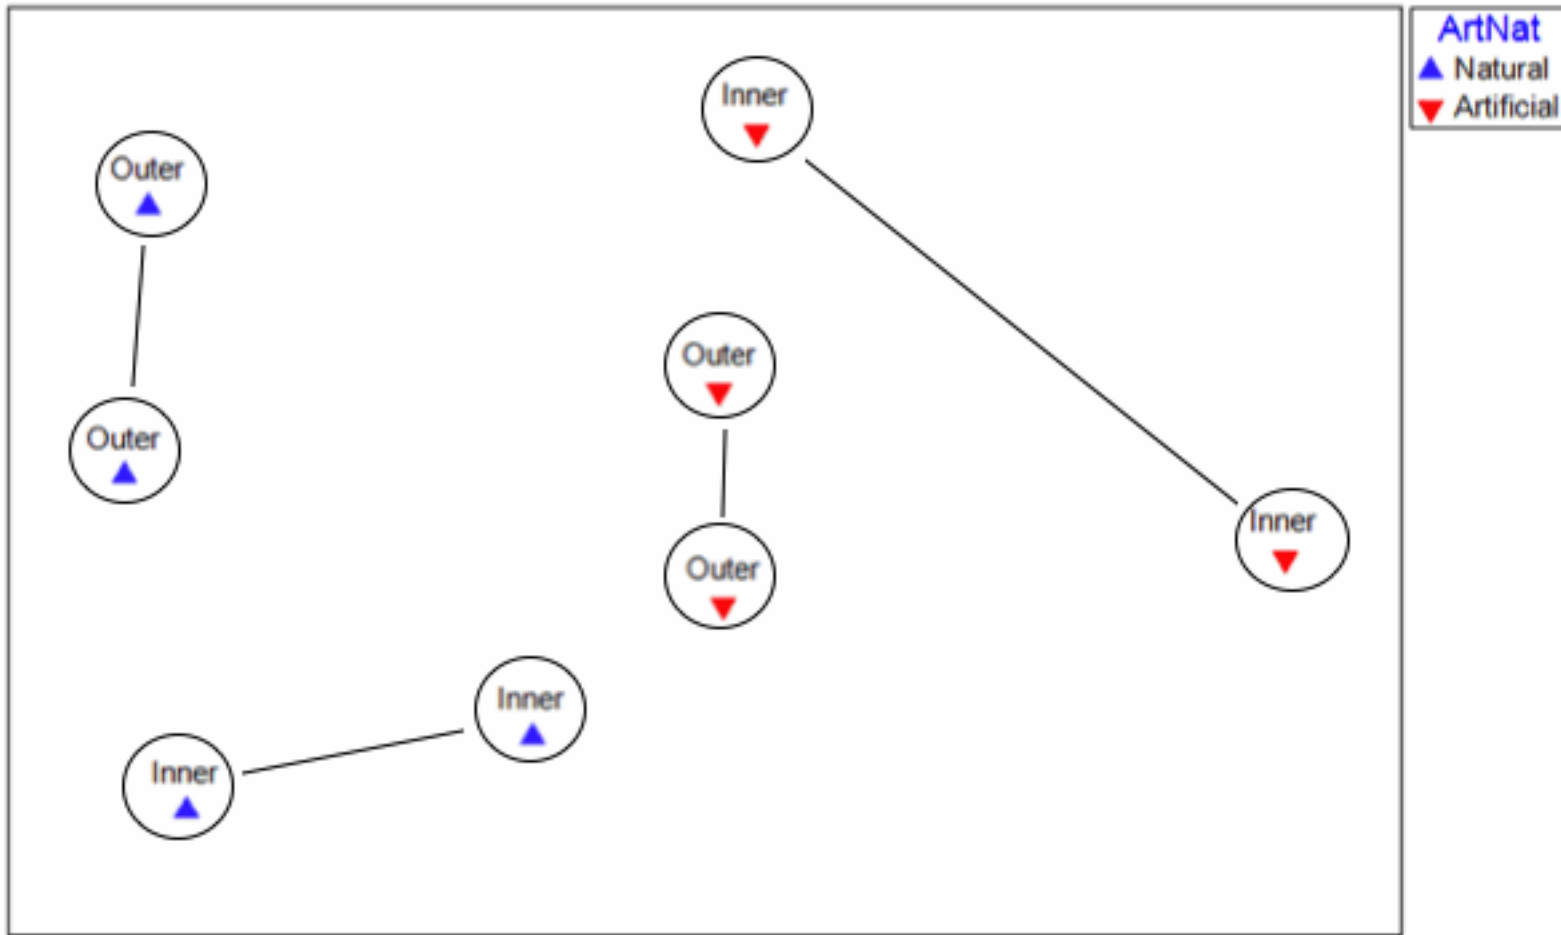 ArtNat
Natural
Artificial
Inner
Outer
Outer
Outer
Inner
Outer
Inner
Inner